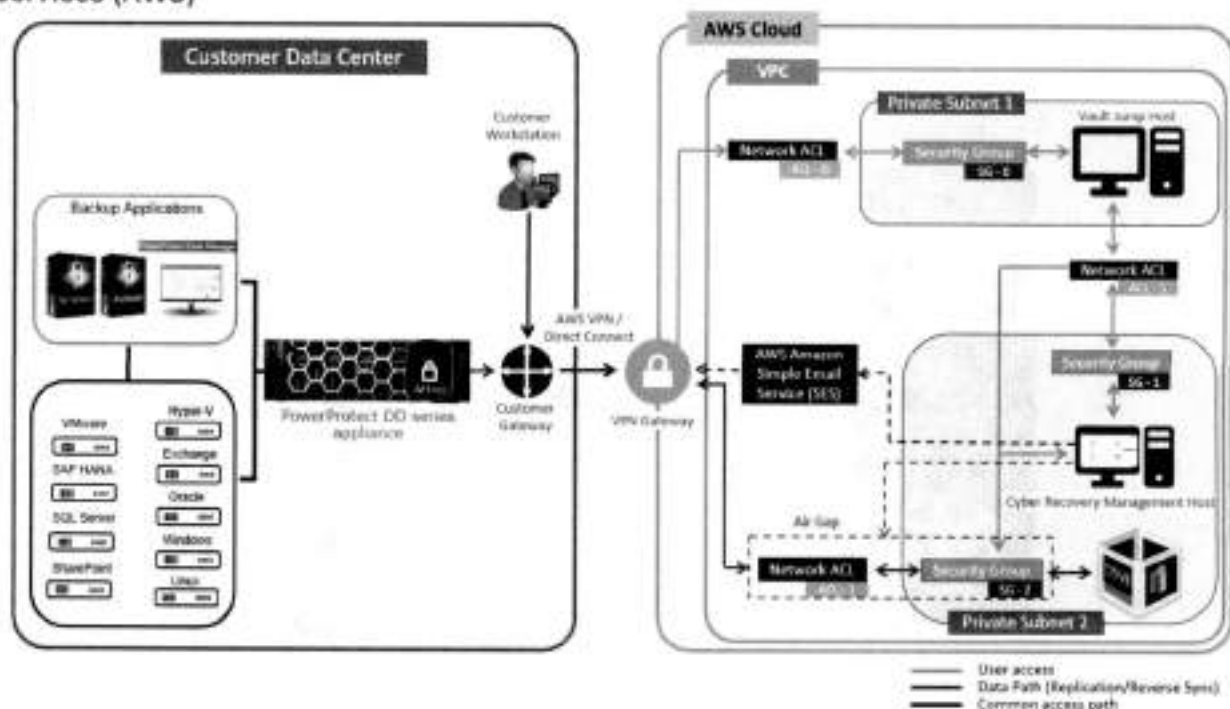 Customer Data Center
Customer
Workstation
Backup Applications
VMware
SAP HANA
SQL Server
SharePoint
Hyper-V
Exchange
Oracle
Windows
Linux
PowerProtect DD series
appliance
Customer
Gateway
AWS VPN /
Direct Connect
VPN Gateway
AWS Cloud
VPC
Private Subnet 1
Vault Jump Host
Network ACL
Security Group
SG - 0
Network ACL
AWS Amazon
Simple Email
Service (SES)
Security Group
SG - 1
Cyber Recovery Management Host
Air Gap
Network ACL
Security Group
SG - 2
Private Subnet 2
User access
Data Path (Replication/Reverse Sync)
Common access path